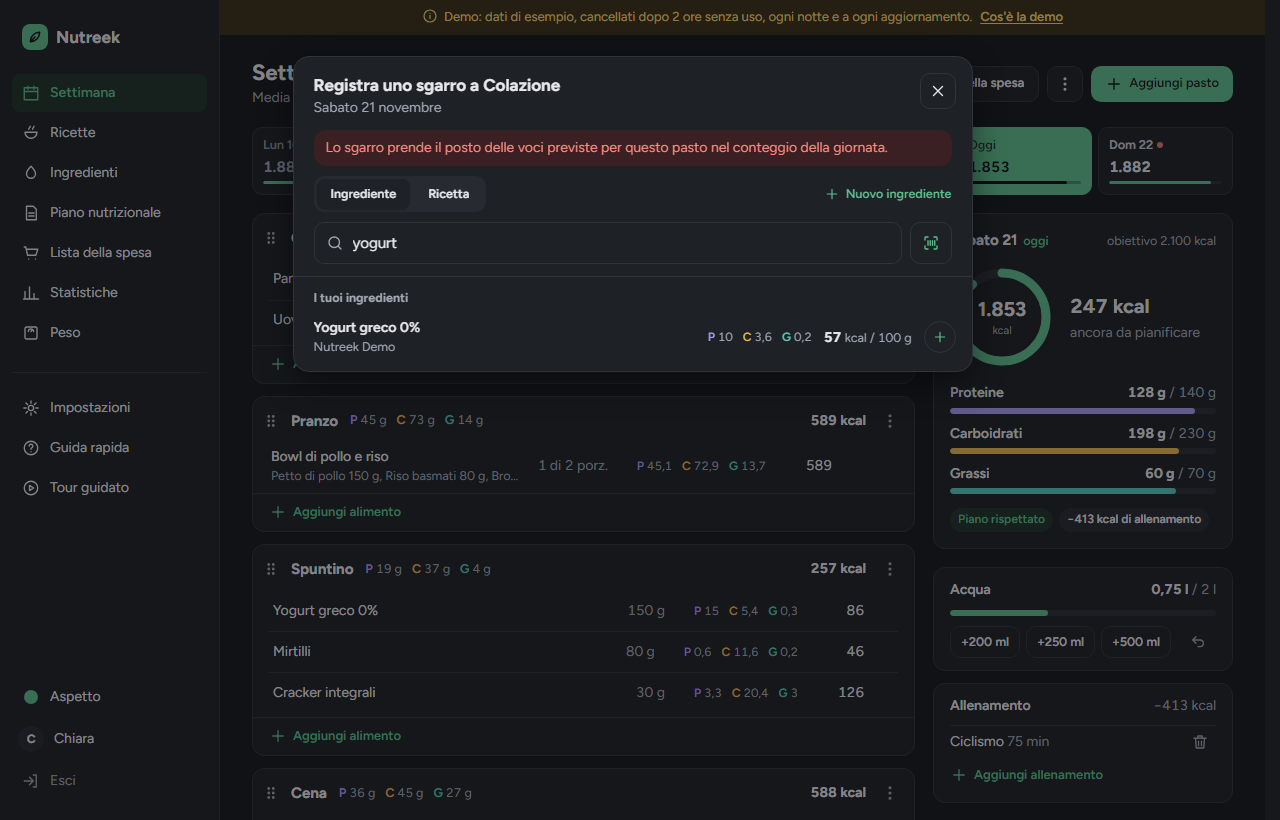 Demo: dati di esempio, cancellati dopo 2 ore senza uso, ogni notte e a ogni aggiornamento. Cos'è la demo
Nutreek
Settimana
Ricette
Ingredienti
Piano nutrizionale
Lista della spesa
Statistiche
Peso
Impostazioni
Guida rapida
Tour guidato
Aspetto
C Chiara
Esci
Sett
Media
ella spesa
Aggiungi pasto
Lun 1
1.88
Oggi
1.853
Dom 22
1.882
Registra uno sgarro a Colazione
Sabato 21 novembre
Lo sgarro prende il posto delle voci previste per questo pasto nel conteggio della giornata.
Ingrediente Ricetta
Nuovo ingrediente
yogurt
I tuoi ingredienti
Yogurt greco 0%
Nutreek Demo
P 10 C 3,6 G 0,2 57 kcal / 100 g
Pranzo P 45 g C 73 g G 14 g 589 kcal
Bowl di pollo e riso
Petto di pollo 150 g, Riso basmati 80 g, Bro...
1 di 2 porz. P 45,1 C 72,9 G 13,7 589
Aggiungi alimento
Spuntino P 19 g C 37 g G 4 g 257 kcal
Yogurt greco 0% 150 g P 15 C 5,4 G 0,3 86
Mirtilli 80 g P 0,6 C 11,6 G 0,2 46
Cracker integrali 30 g P 3,3 C 20,4 G 3 126
Aggiungi alimento
Cena P 36 g C 45 g G 27 g 588 kcal
bato 21 oggi obiettivo 2.100 kcal
1.853
kcal
247 kcal
ancora da pianificare
Proteine 128 g / 140 g
Carboidrati 198 g / 230 g
Grassi 60 g / 70 g
Piano rispettato −413 kcal di allenamento
Acqua 0,75 l / 2 l
+200 ml +250 ml +500 ml
Allenamento −413 kcal
Ciclismo 75 min
Aggiungi allenamento